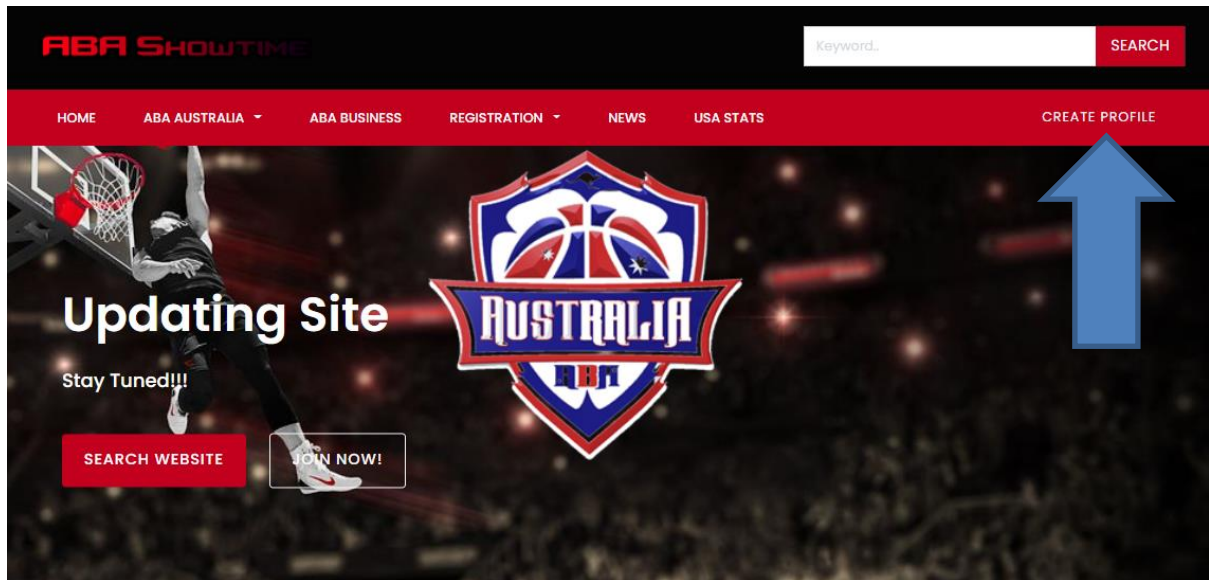 ABA SHOWTIME
Keyword..
SEARCH
HOME
ABA AUSTRALIA
ABA BUSINESS
REGISTRATION
NEWS
USA STATS
CREATE PROFILE
Updating Site
AUSTRALIA
Stay Tuned!!!
ABA
SEARCH WEBSITE
JOIN NOW!